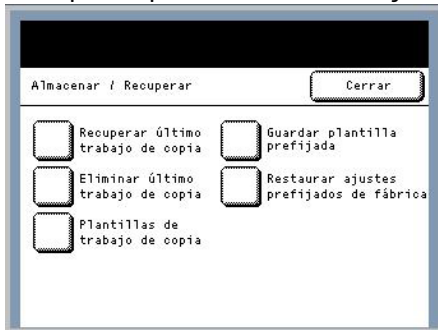 Almacenar / Recuperar
Cerrar
Recuperar último
trabajo de copia
Guardar plantilla
prefijada
Eliminar último
trabajo de copia
Restaurar ajustes
prefijados de fábrica
Plantillas de
trabajo de copia